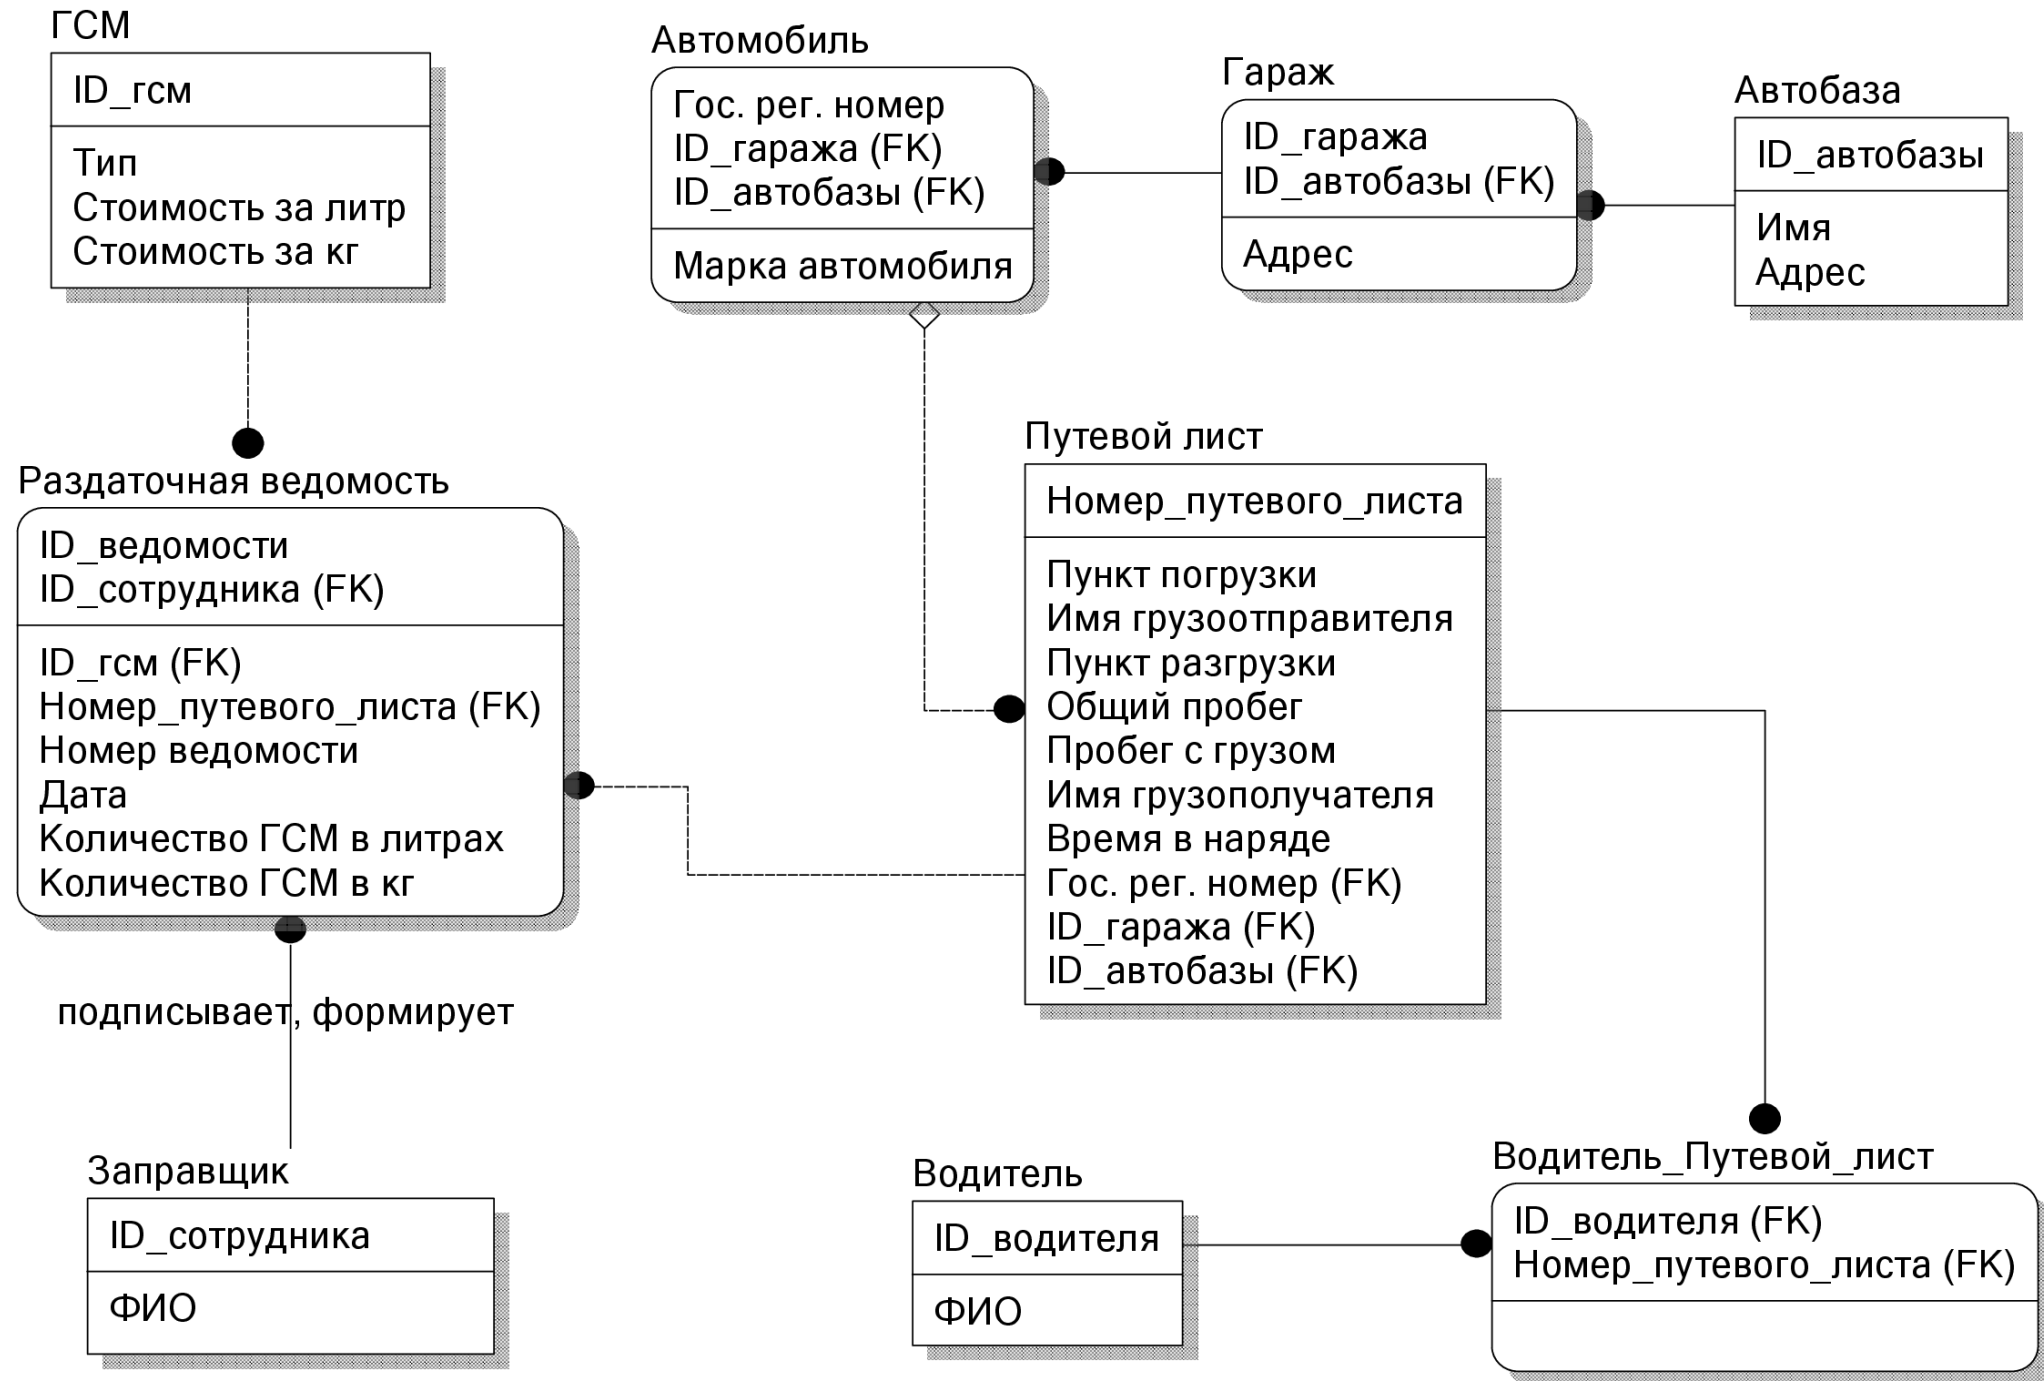 ГСМ
ID_гсм
Тип
Стоимость за литр
Стоимость за кг
Автомобиль
Гос. рег. номер
ID_гаража (FK)
ID_автобазы (FK)
Марка автомобиля
Гараж
ID_гаража
ID_автобазы (FK)
Адрес
Автобаза
ID_автобазы
Имя
Адрес
Раздаточная ведомость
ID_ведомости
ID_сотрудника (FK)
ID_гсм (FK)
Номер_путевого_листа (FK)
Номер ведомости
Дата
Количество ГСМ в литрах
Количество ГСМ в кг
Путевой лист
Номер_путевого_листа
Пункт погрузки
Имя грузоотправителя
Пункт разгрузки
Общий пробег
Пробег с грузом
Имя грузополучателя
Время в наряде
Гос. рег. номер (FK)
ID_гаража (FK)
ID_автобазы (FK)
подписывает, формирует
Заправщик
ID_сотрудника
ФИО
Водитель
ID_водителя
ФИО
Водитель_Путевой_лист
ID_водителя (FK)
Номер_путевого_листа (FK)